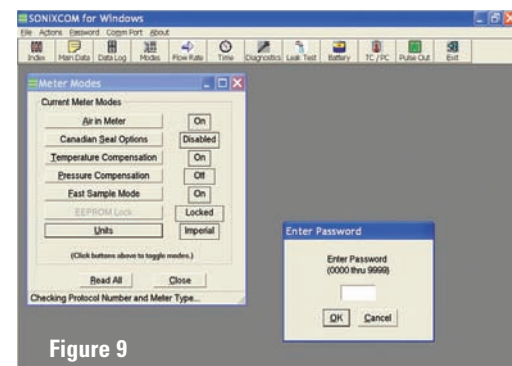 SONIXCOM for Windows
File Actions Password Comm Port About
Index Main Data Data Log Modes Flow Rate Time Diagnostics Leak Test Battery TC / PC Pulse Out Exit
Meter Modes
Current Meter Modes
Air in Meter On
Canadian Seal Options Disabled
Temperature Compensation On
Pressure Compensation Off
Fast Sample Mode On
EEPROM Lock Locked
Units Imperial
(Click buttons above to toggle modes.)
Read All Close
Checking Protocol Number and Meter Type...
Enter Password
Enter Password
(0000 thru 9999)
OK Cancel
Figure 9